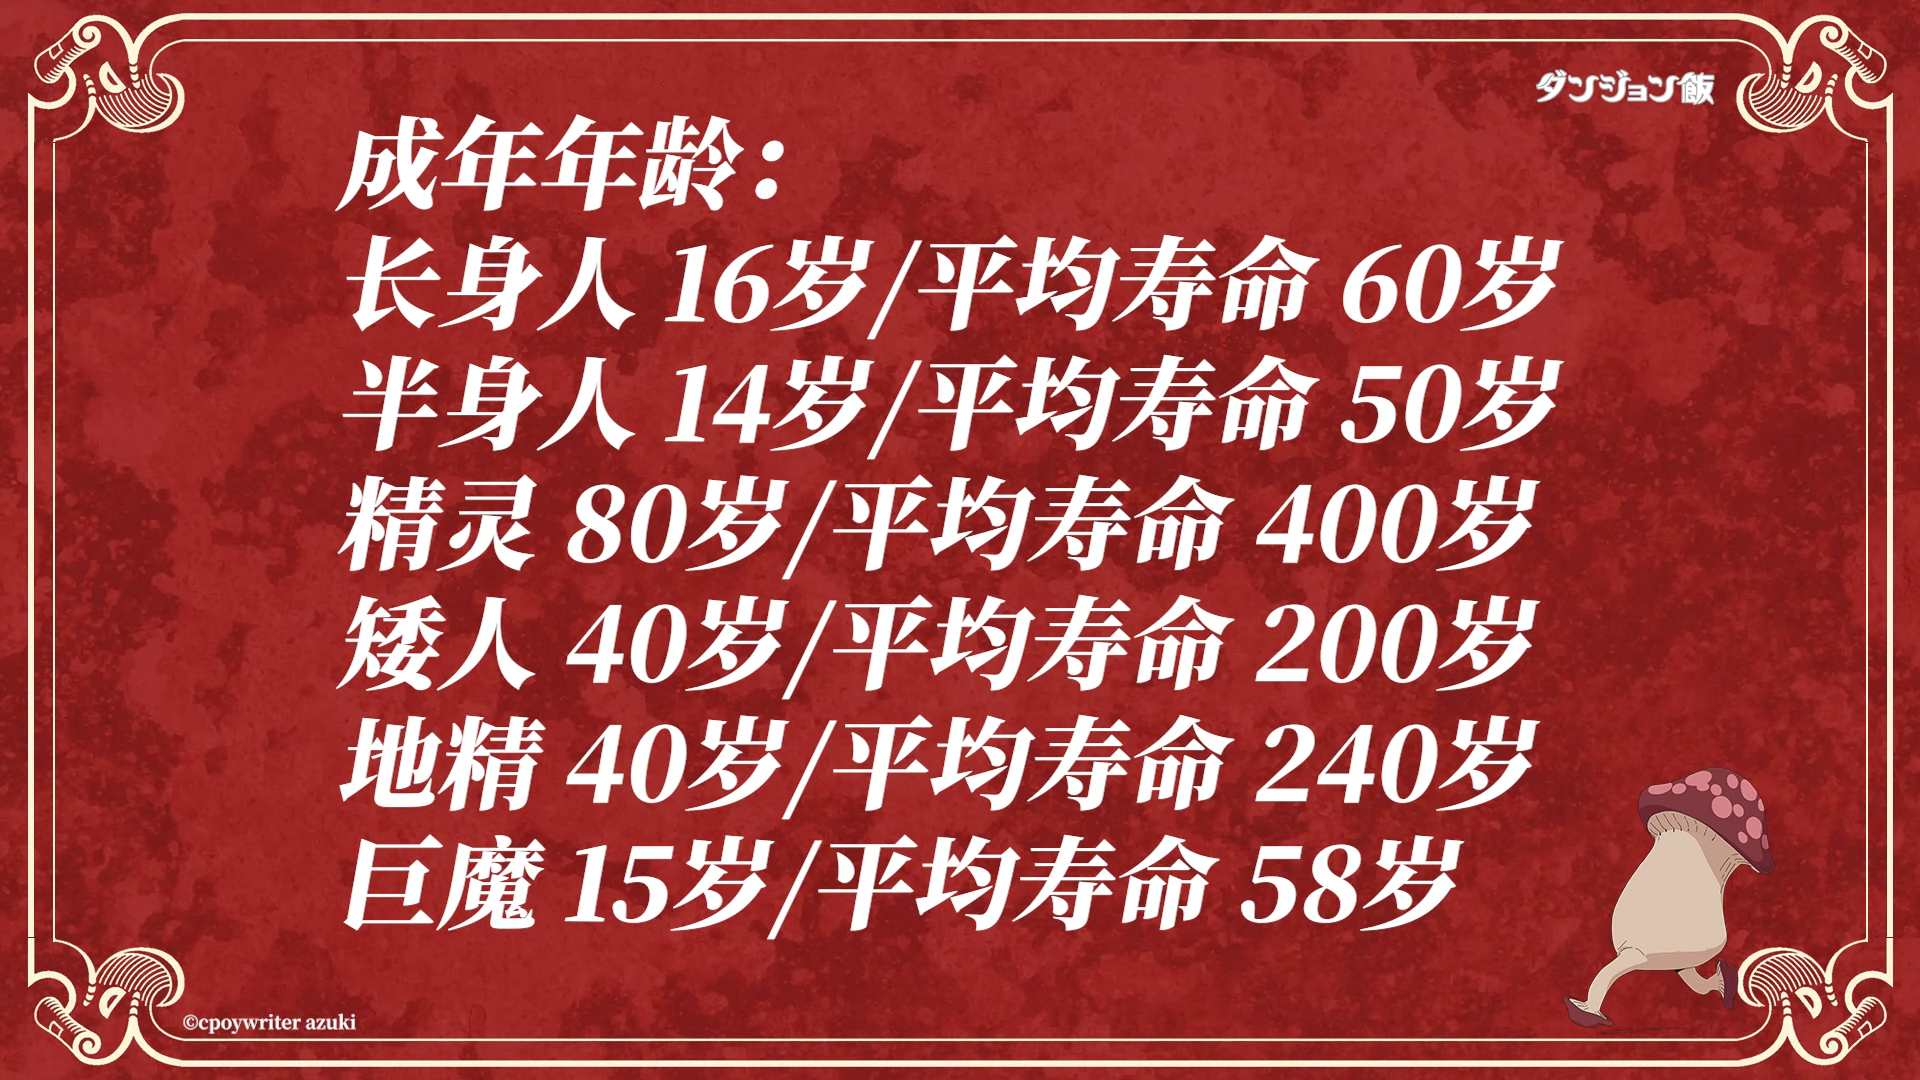 ダンジョン飯
成年年龄：
长身人 16岁/平均寿命 60岁
半身人 14岁/平均寿命 50岁
精灵 80岁/平均寿命 400岁
矮人 40岁/平均寿命 200岁
地精 40岁/平均寿命 240岁
巨魔 15岁/平均寿命 58岁
©cpoywriter azuki